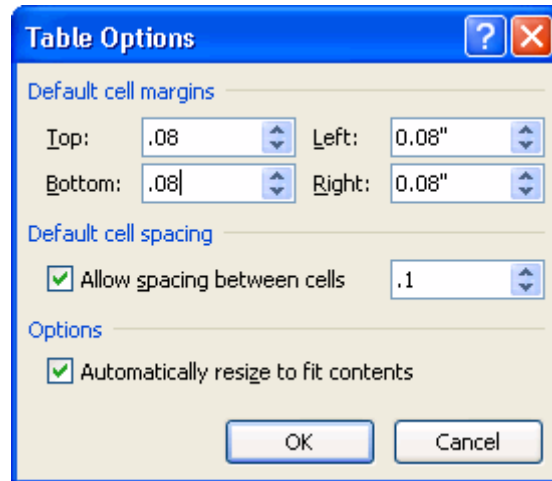 Table Options ?
Default cell margins
Top: .08 Left: 0.08"
Bottom: .08 Right: 0.08"
Default cell spacing
Allow spacing between cells .1
Options
Automatically resize to fit contents
OK Cancel